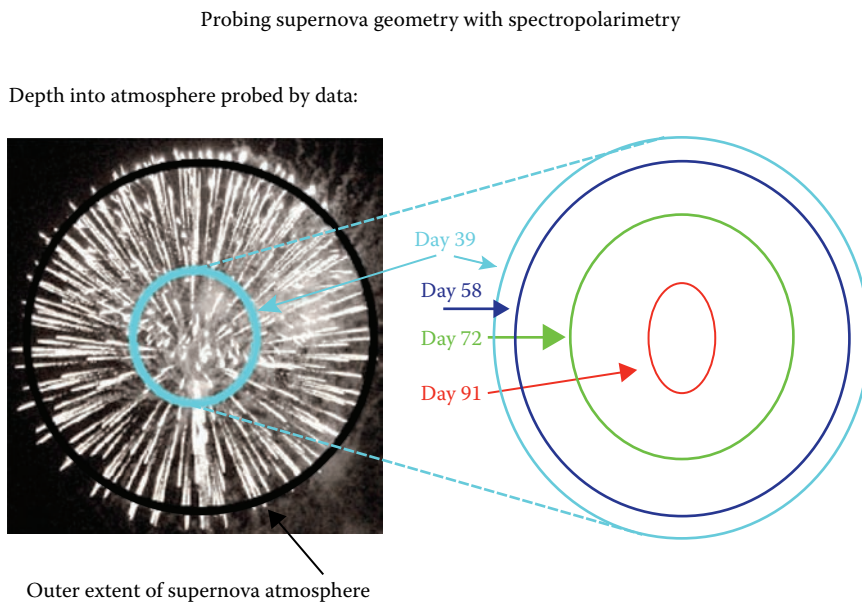 Probing supernova geometry with spectropolarimetry
Depth into atmosphere probed by data:
Day 39
Day 58
Day 72
Day 91
Outer extent of supernova atmosphere